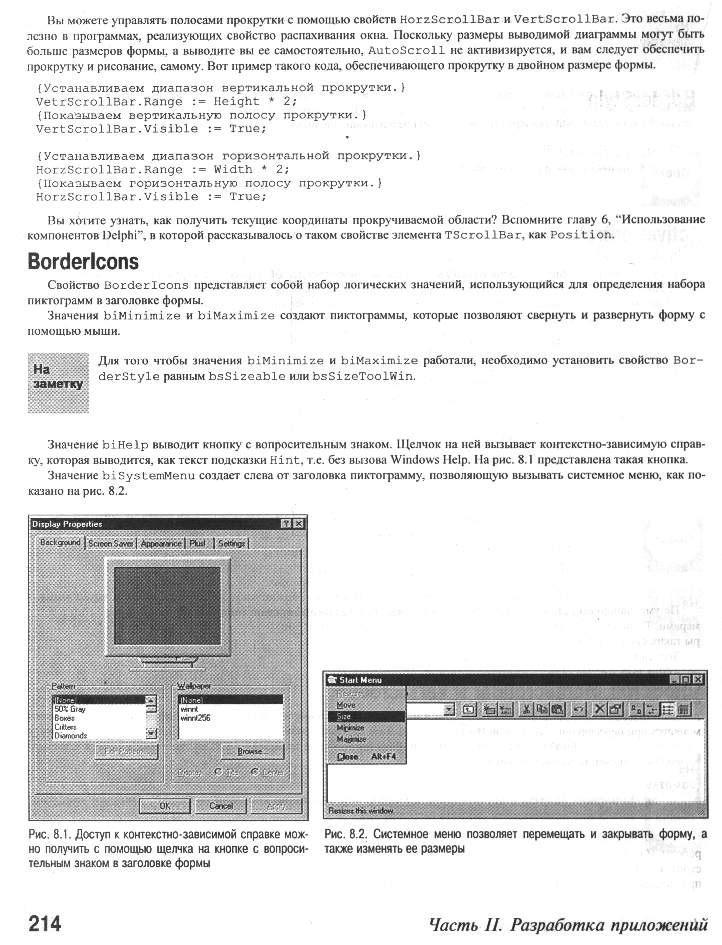 Вы можете управлять полосами прокрутки с помощью свойств HorzScrollBar и VertScrollBar. Это весьма по-
лезно в программах, реализующих свойство распахивания окна. Поскольку размеры выводимой диаграммы могут быть
больше размеров формы, а выводите вы ее самостоятельно, AutoScroll не активизируется, и вам следует обеспечить
прокрутку и рисование, самому. Вот пример такого кода, обеспечивающего прокрутку в двойном размере формы.
{Устанавливаем диапазон вертикальной прокрутки.}
VetrScrollBar.Range := Height * 2;
{Показываем вертикальную полосу прокрутки.}
VertScrollBar.Visible := True;
{Устанавливаем диапазон горизонтальной прокрутки.}
HorzScrollBar.Range := Width * 2;
{Показываем горизонтальную полосу прокрутки.}
HorzScrollBar.Visible := True;
Вы хотите узнать, как получить текущие координаты прокручиваемой области? Вспомните главу 6, “Использование
компонентов Delphi”, в которой рассказывалось о таком свойстве элемента TScrollBar, как Position.
BorderIcons
Свойство BorderIcons представляет собой набор логических значений, использующийся для определения набора
пиктограмм в заголовке формы.
Значения biMinimize и biMaximize создают пиктограммы, которые позволяют свернуть и развернуть форму с
помощью мыши.
На
заметку
Для того чтобы значения biMinimize и biMaximize работали, необходимо установить свойство Bor-
derStyle равным bsSizeable или bsSizeToolWin.
Значение biHelp выводит кнопку с вопросительным знаком. Щелчок на ней вызывает контекстно-зависимую справ-
ку, которая выводится, как текст подсказки Hint, т.е. без вызова Windows Help. На рис. 8.1 представлена такая кнопка.
Значение biSystemMenu создает слева от заголовка пиктограмму, позволяющую вызывать системное меню, как по-
казано на рис. 8.2.
Display Properties
Background Screen Saver Appearance Plus! Settings
Pattern
(None)
50% Gray
Boxes
Critters
Diamonds
Wallpaper
(None)
winnt
winnt256
Browse...
OK Cancel Apply
Start Menu
Restore
Move
Size
Minimize
Maximize
Close Alt+F4
Resizes this window.
Рис. 8.1. Доступ к контекстно-зависимой справке мож-
но получить с помощью щелчка на кнопке с вопроси-
тельным знаком в заголовке формы
Рис. 8.2. Системное меню позволяет перемещать и закрывать форму, а
также изменять ее размеры
214
Часть II. Разработка приложений